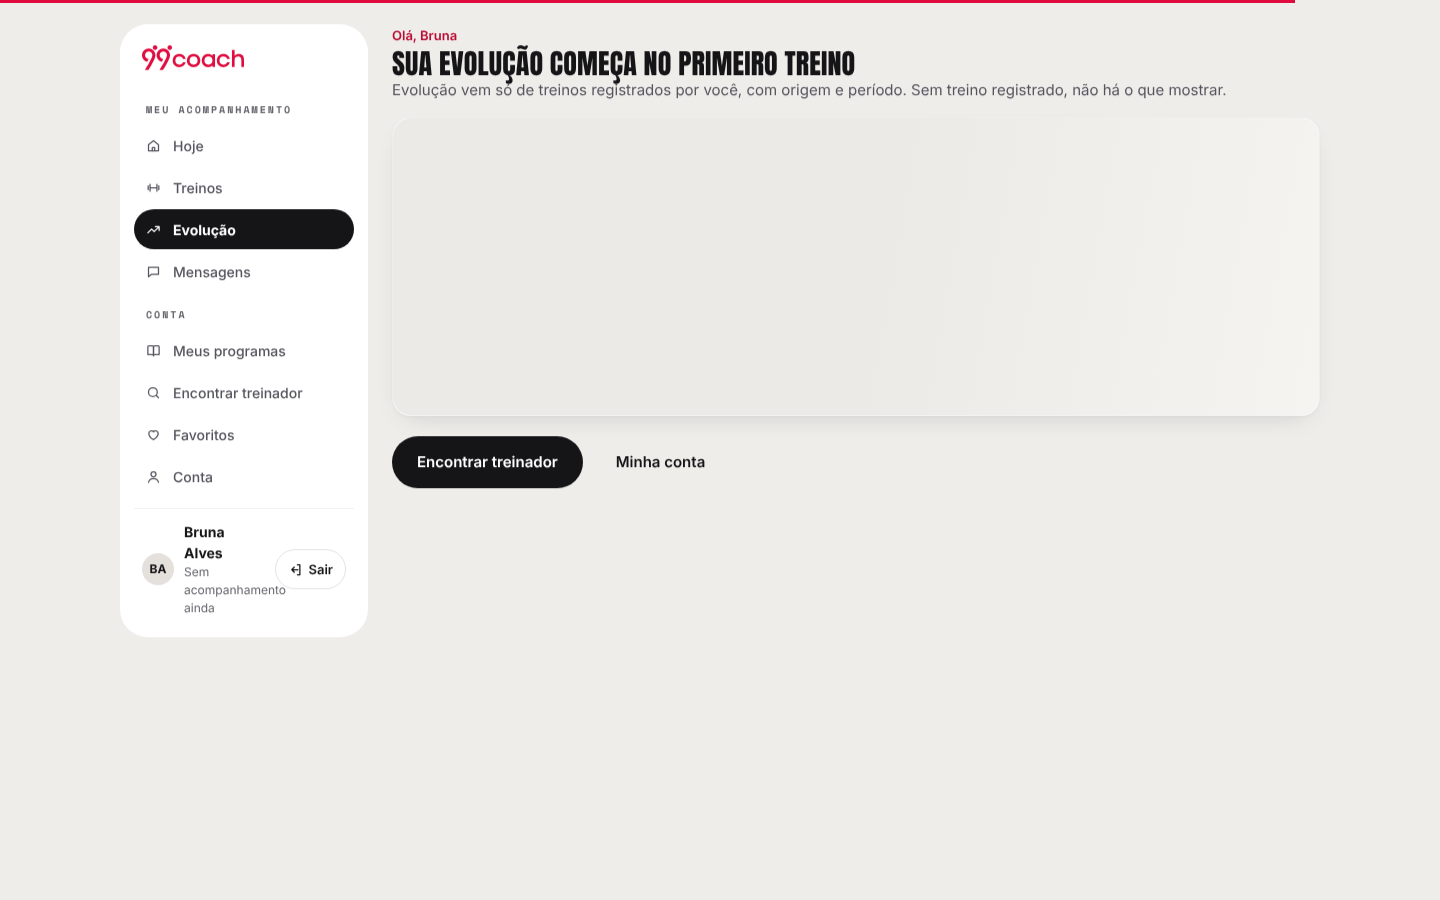 99coach
MEU ACOMPANHAMENTO
Hoje
Treinos
Evolução
Mensagens
CONTA
Meus programas
Encontrar treinador
Favoritos
Conta
BA
Bruna
Alves
Sem
acompanhamento
ainda
Sair
Olá, Bruna
SUA EVOLUÇÃO COMEÇA NO PRIMEIRO TREINO
Evolução vem só de treinos registrados por você, com origem e período. Sem treino registrado, não há o que mostrar.
Encontrar treinador
Minha conta